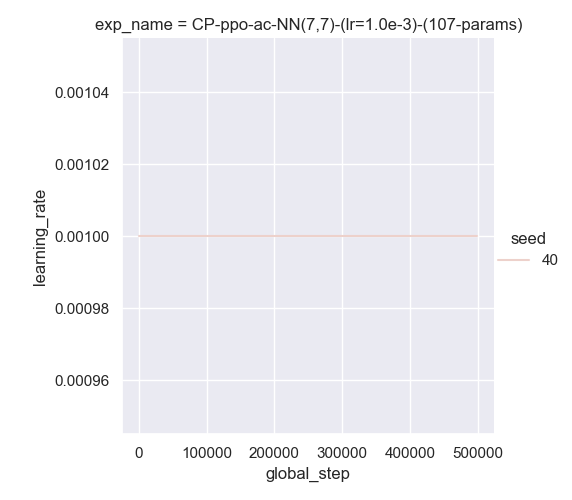 exp_name = CP-ppo-ac-NN(7,7)-(lr=1.0e-3)-(107-params)
0.00104
0.00102
0.00100
0.00098
0.00096
learning_rate
0 100000 200000 300000 400000 500000
global_step
seed
40